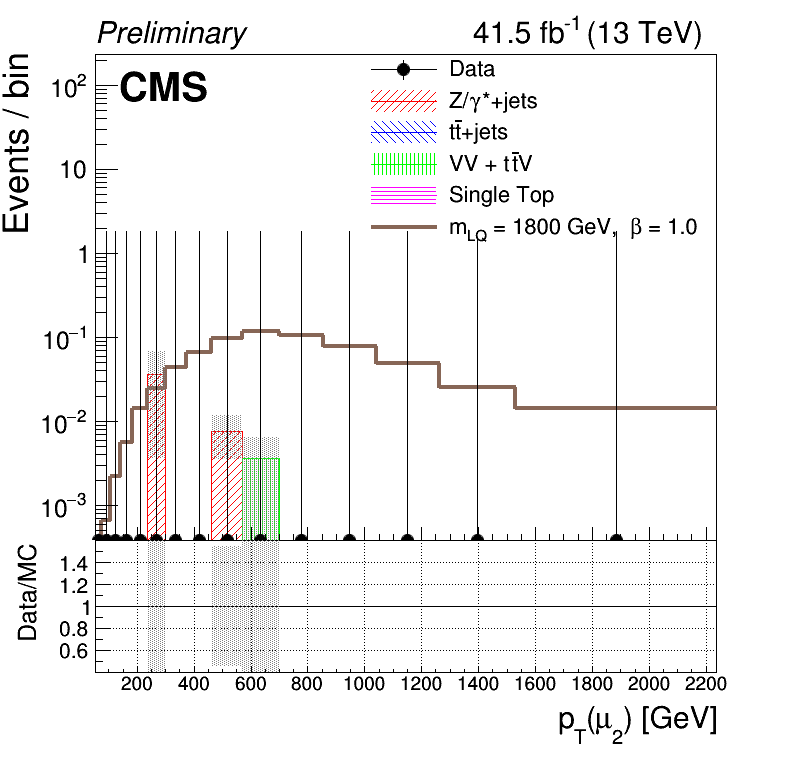 Preliminary 41.5 fb⁻¹ (13 TeV)
CMS
Data
Z/γ*+jets
tt̄+jets
VV + tt̄V
Single Top
m_LQ = 1800 GeV, β = 1.0
Events / bin
10²
10
1
10⁻¹
10⁻²
10⁻³
Data/MC
1.4
1.2
1
0.8
0.6
200 400 600 800 1000 1200 1400 1600 1800 2000 2200
p_T(μ₂) [GeV]